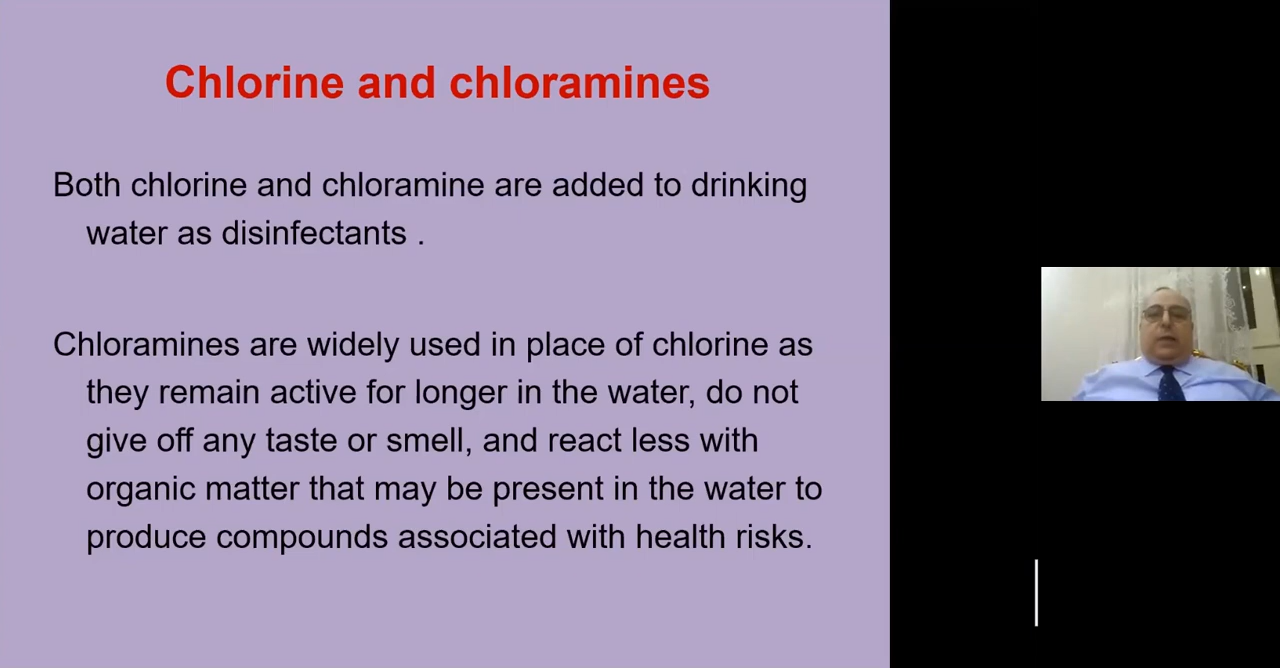 Chlorine and chloramines
Both chlorine and chloramine are added to drinking
water as disinfectants .
Chloramines are widely used in place of chlorine as
they remain active for longer in the water, do not
give off any taste or smell, and react less with
organic matter that may be present in the water to
produce compounds associated with health risks.